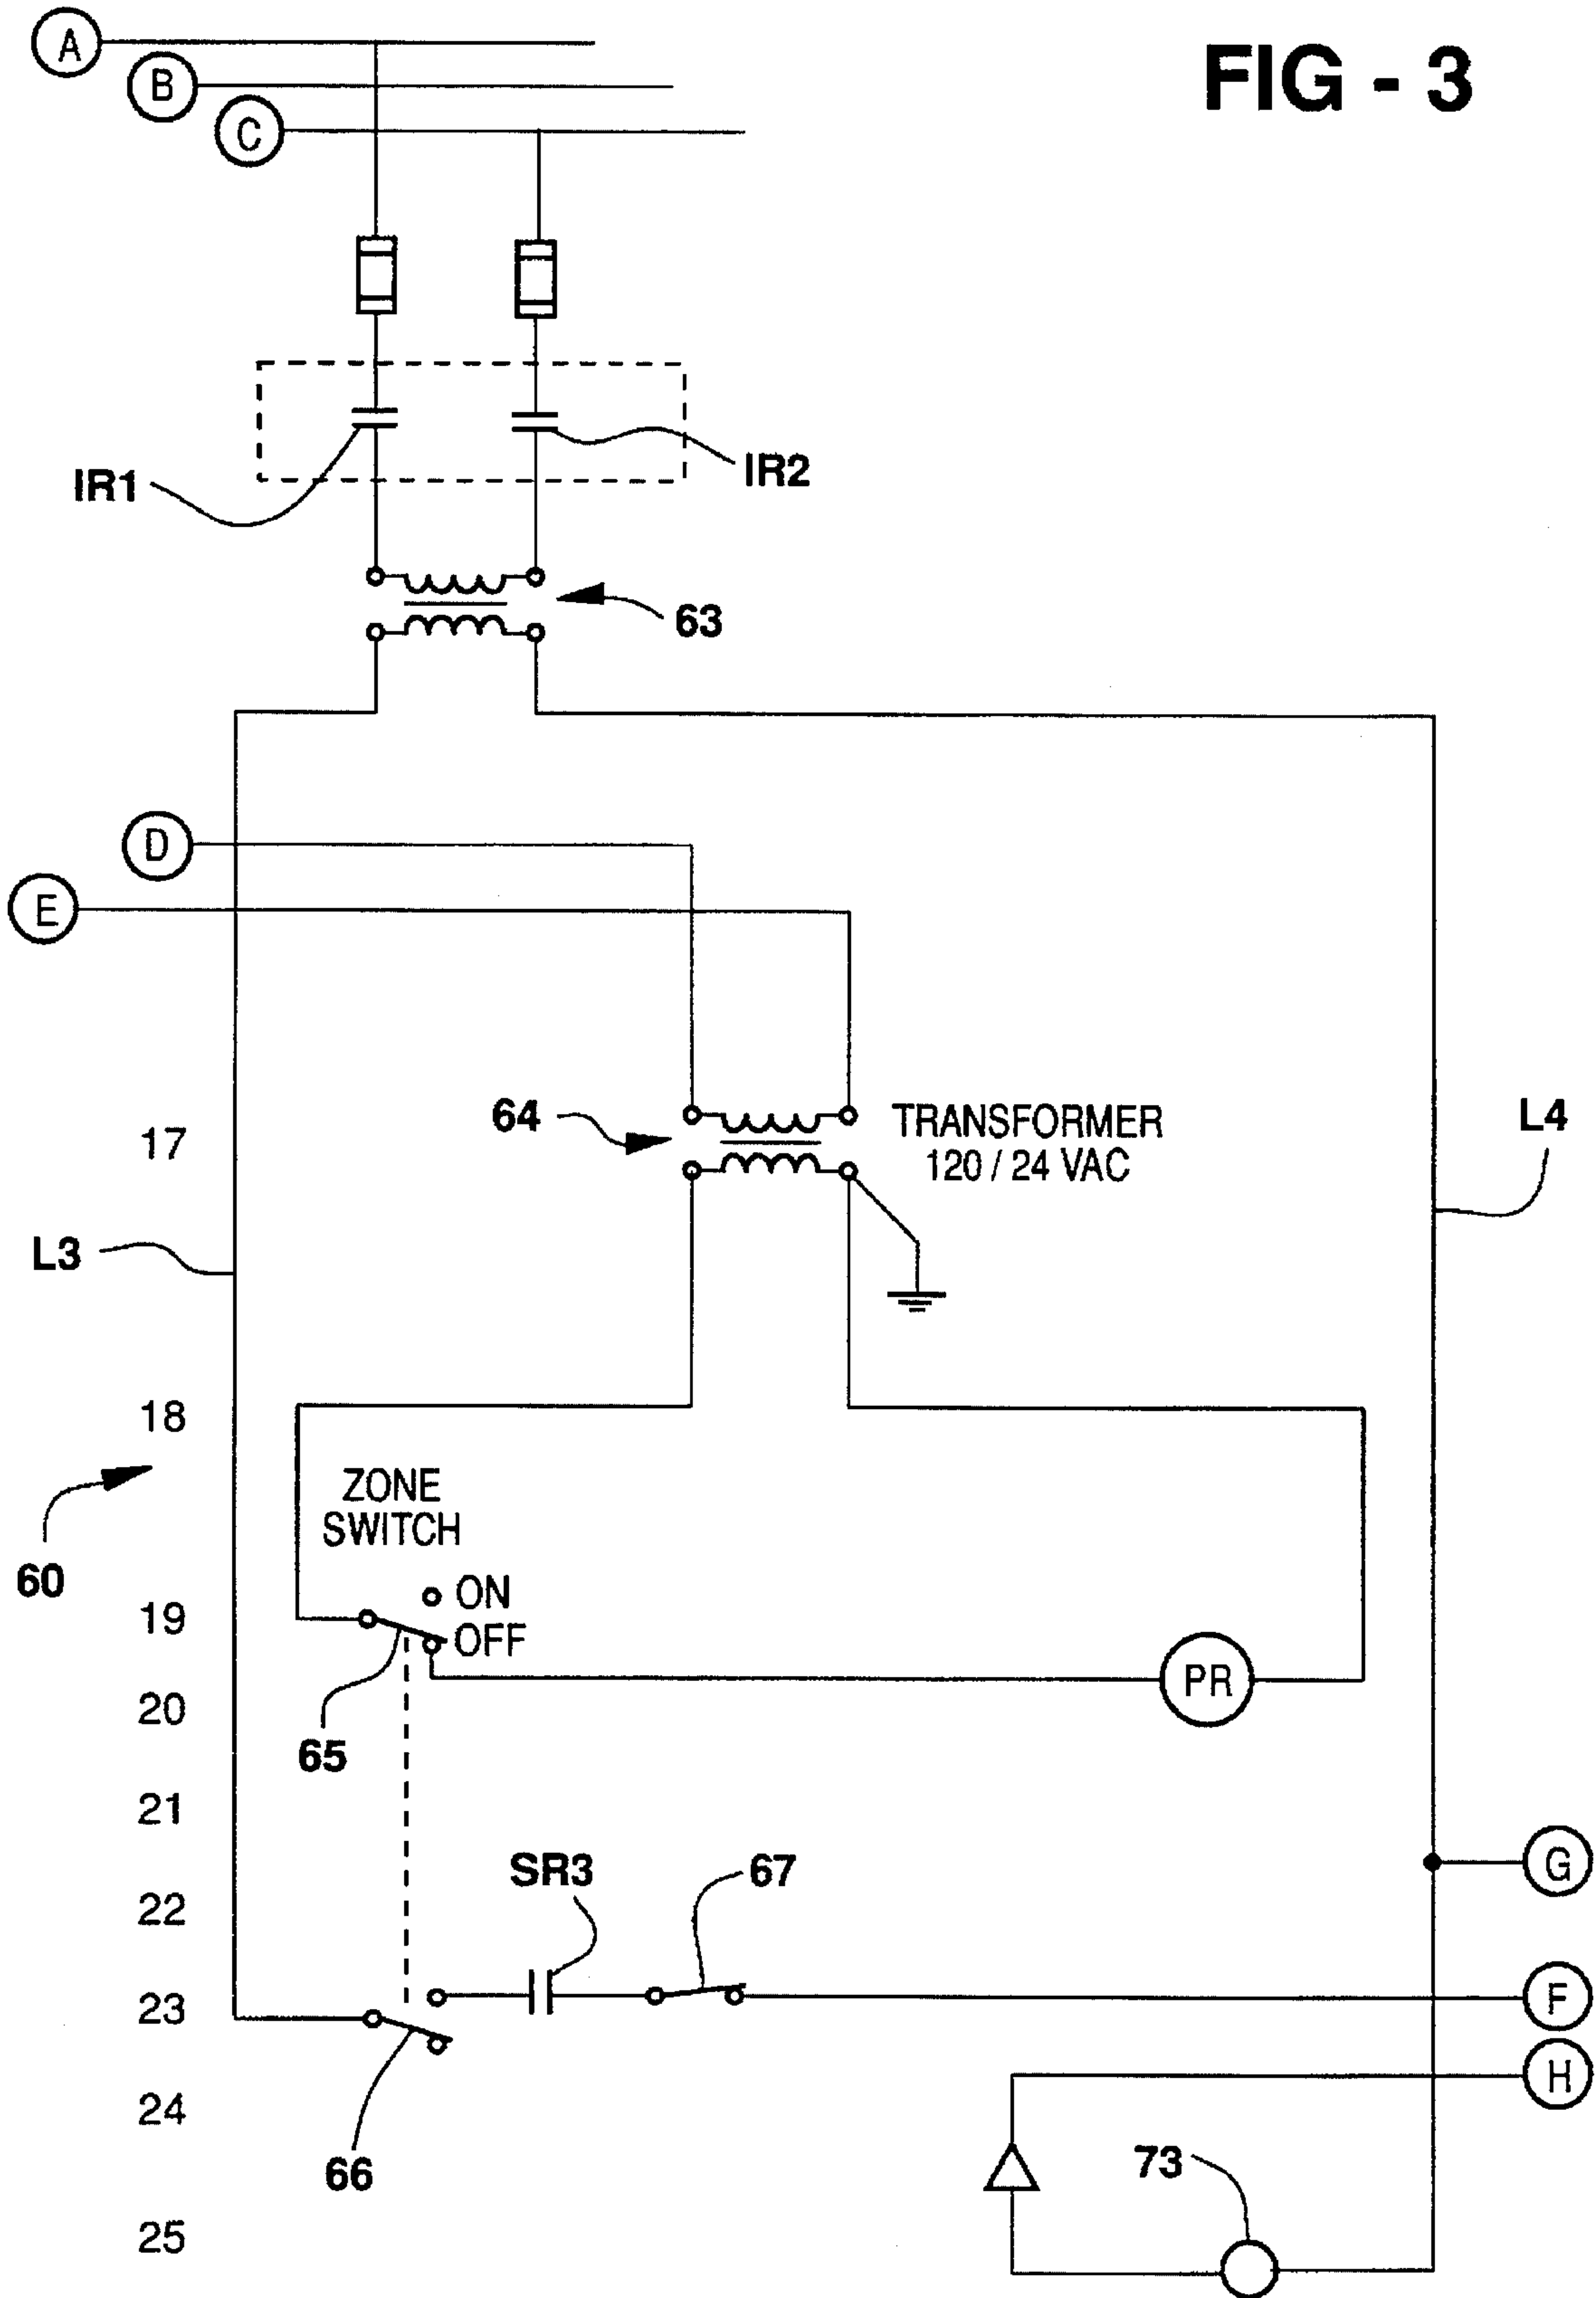 A
FIG - 3
B
C
IR1
IR2
63
D
E
64
TRANSFORMER
120 / 24 VAC
17
L4
L3
18
ZONE
SWITCH
60
ON
19
OFF
PR
20
65
21
SR3
67
G
22
23
F
H
24
66
73
25